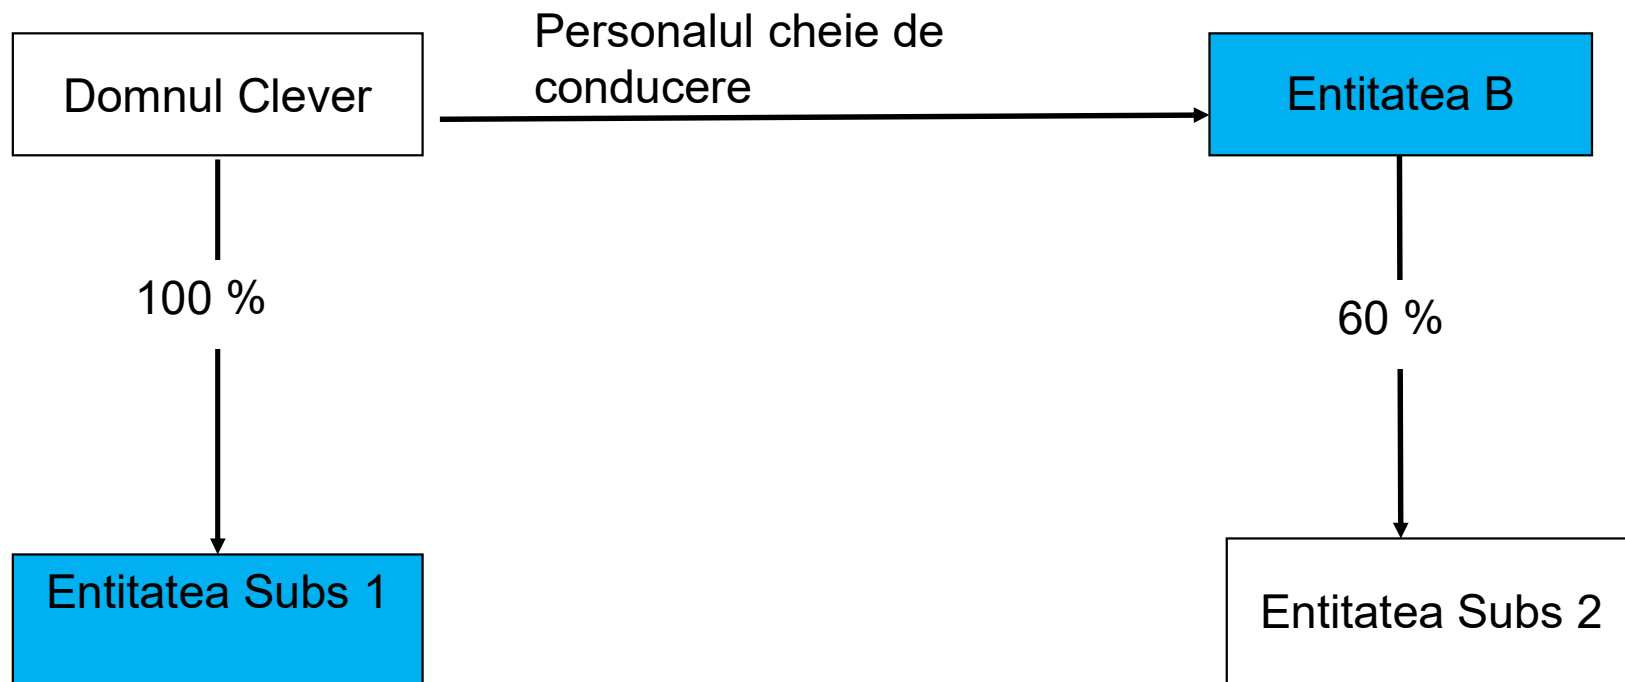 Personalul cheie de
conducere
Domnul Clever
Entitatea B
100 %
60 %
Entitatea Subs 1
Entitatea Subs 2